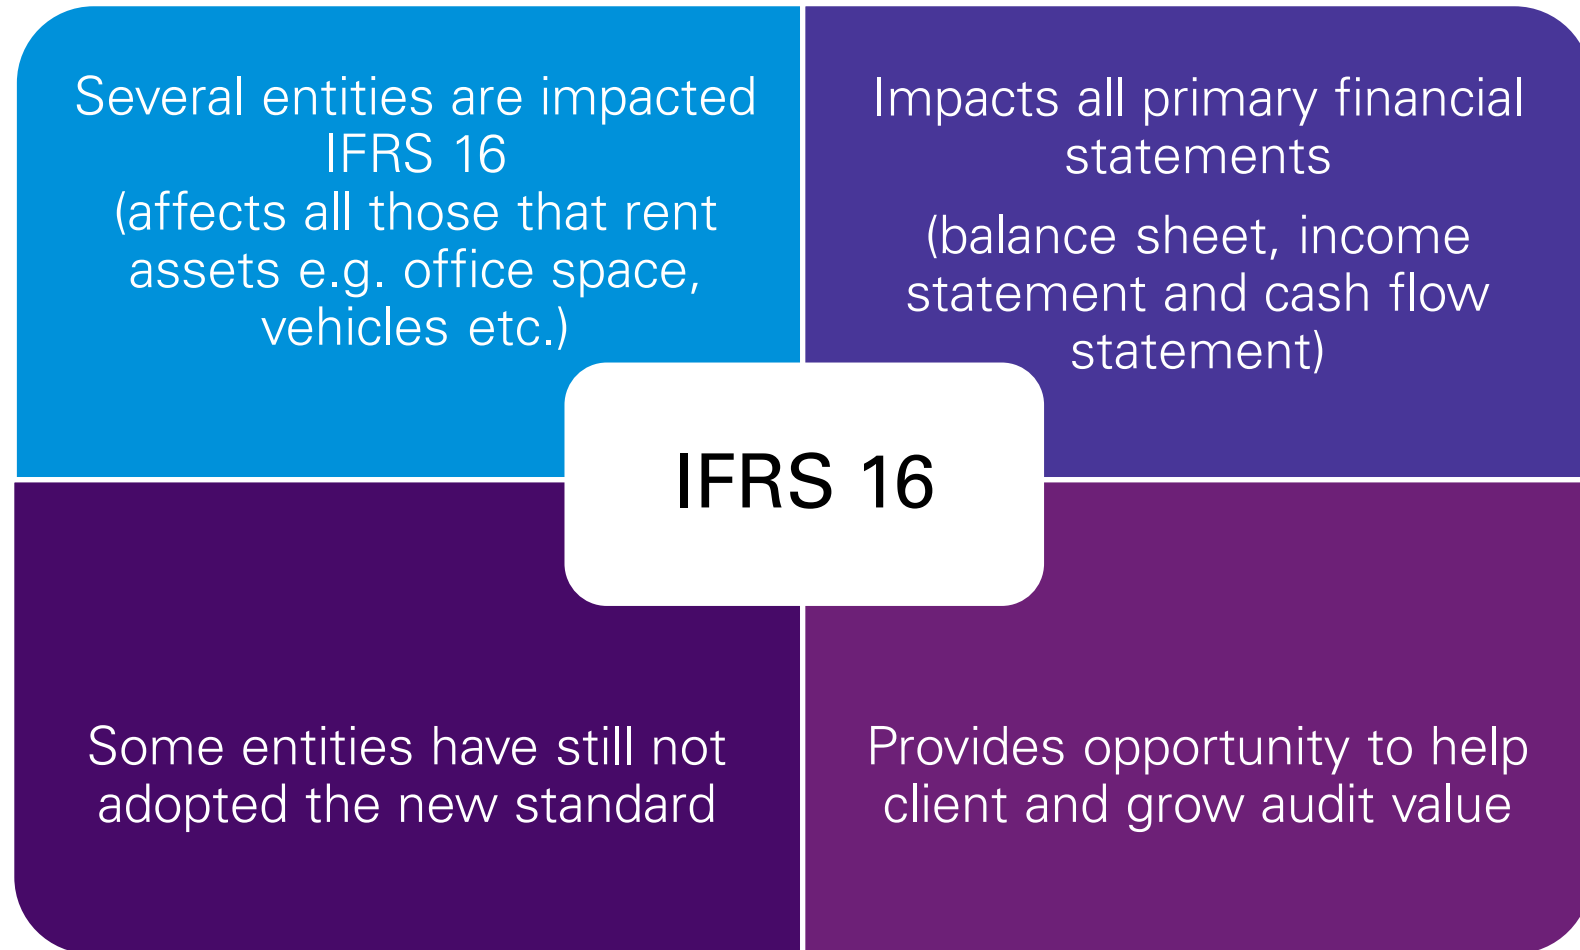 Several entities are impacted
IFRS 16
(affects all those that rent
assets e.g. office space,
vehicles etc.)
Impacts all primary financial
statements
(balance sheet, income
statement and cash flow
statement)
IFRS 16
Some entities have still not
adopted the new standard
Provides opportunity to help
client and grow audit value